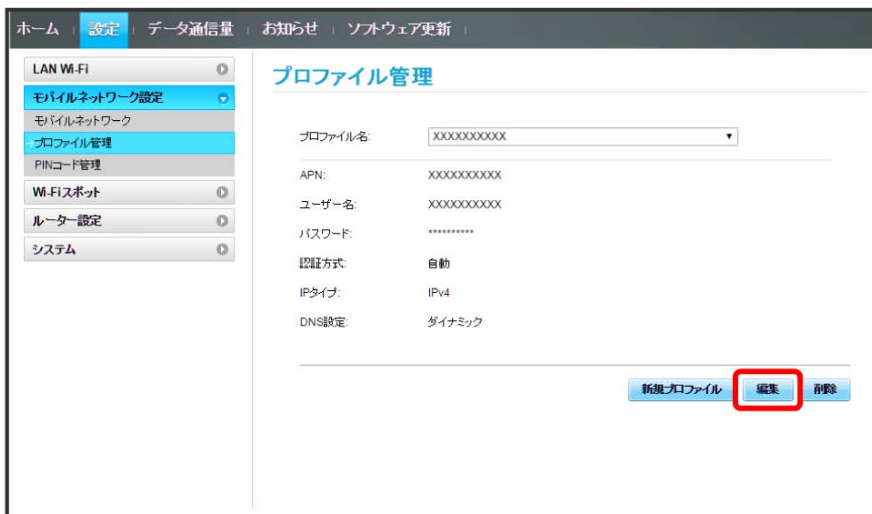 ホーム 設定 データ通信量 お知らせ ソフトウェア更新
LAN Wi-Fi
モバイルネットワーク設定
モバイルネットワーク
プロファイル管理
PINコード管理
Wi-Fiスポット
ルーター設定
システム
プロファイル管理
プロファイル名: XXXXXXXXXX
APN: XXXXXXXXXX
ユーザー名: XXXXXXXXXX
パスワード: **********
認証方式: 自動
IPタイプ: IPv4
DNS設定: ダイナミック
新規プロファイル 編集 削除